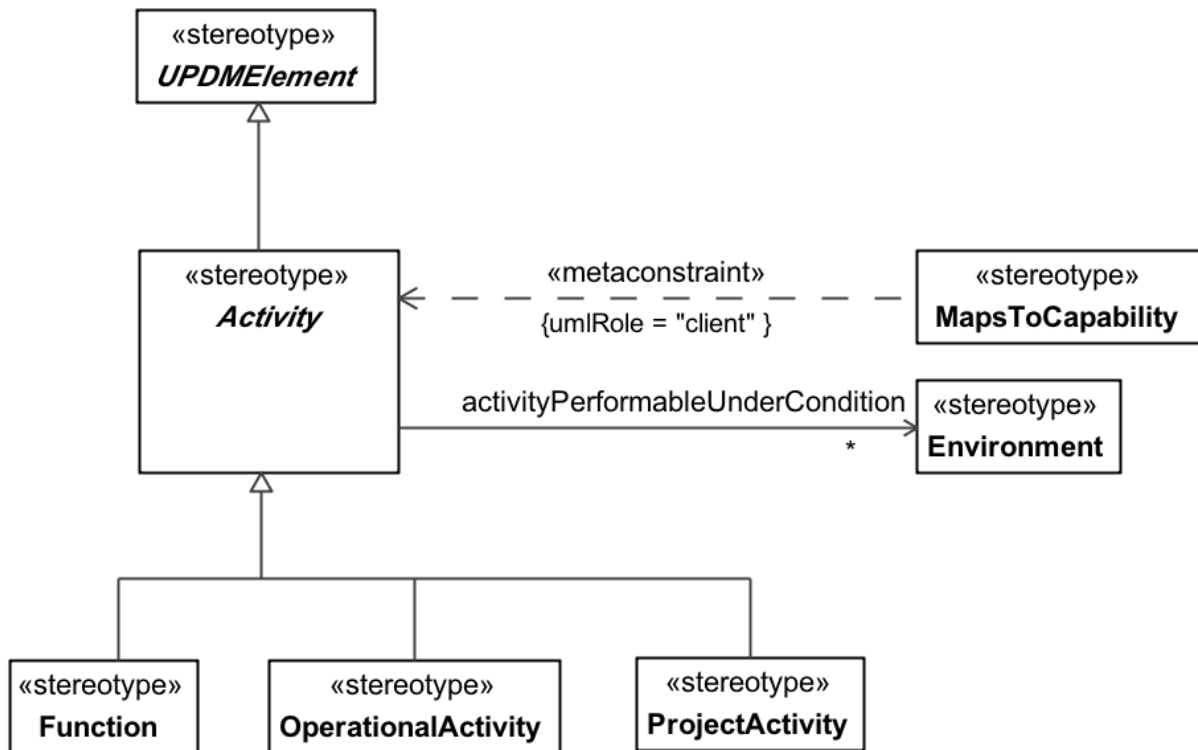 «stereotype»
UPDMElement
«stereotype»
Activity
«metaconstraint»
{umlRole = "client" }
«stereotype»
MapsToCapability
activityPerformableUnderCondition
*
«stereotype»
Environment
«stereotype»
Function
«stereotype»
OperationalActivity
«stereotype»
ProjectActivity